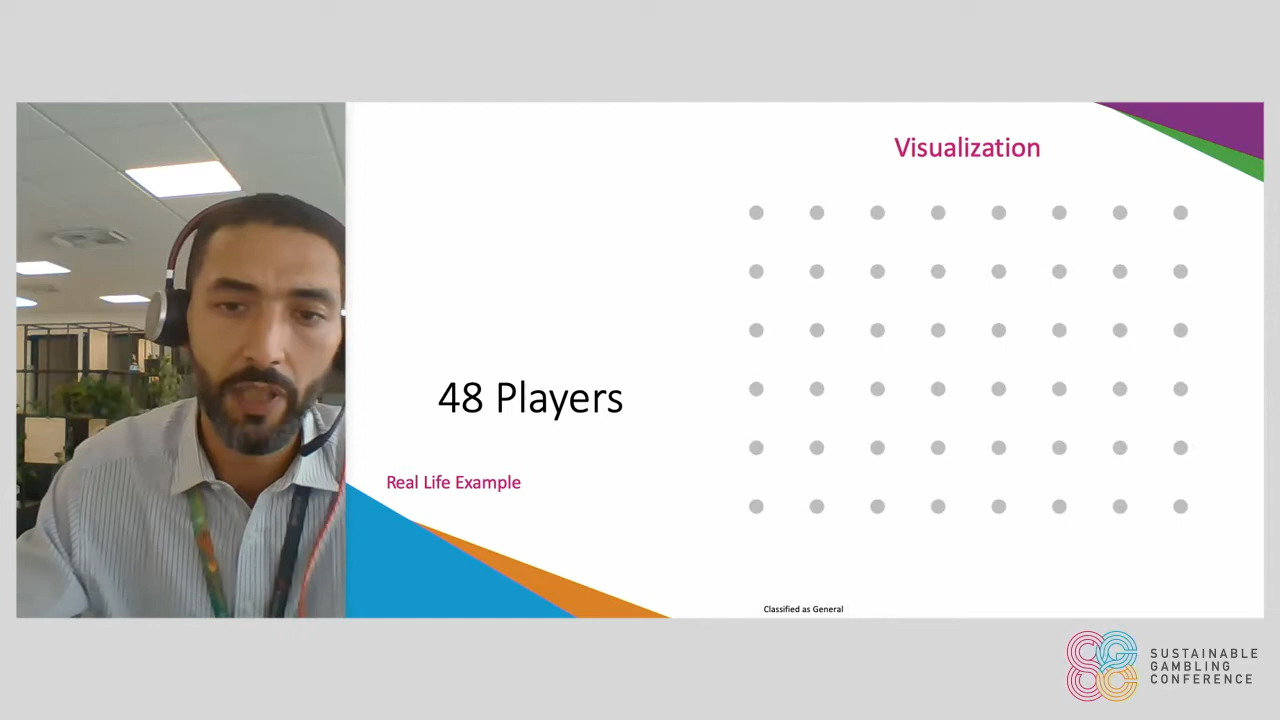 Visualization
48 Players
Real Life Example
Classified as General
SUSTAINABLE
GAMBLING
CONFERENCE